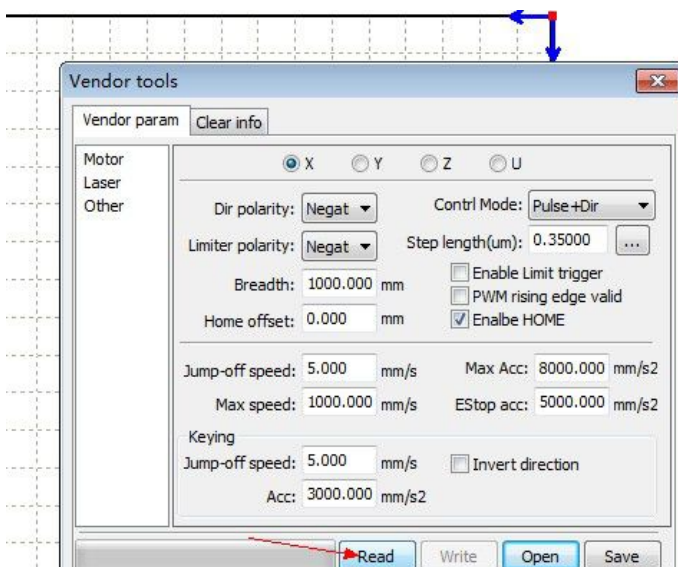 Vendor tools
Vendor param Clear info
Motor
Laser
Other
X Y Z U
Dir polarity: Negat Contrl Mode: Pulse+Dir
Limiter polarity: Negat Step length(um): 0.35000 ...
Breadth: 1000.000 mm Enable Limit trigger
PWM rising edge valid
Home offset: 0.000 mm Enalbe HOME
Jump-off speed: 5.000 mm/s Max Acc: 8000.000 mm/s2
Max speed: 1000.000 mm/s EStop acc: 5000.000 mm/s2
Keying
Jump-off speed: 5.000 mm/s Invert direction
Acc: 3000.000 mm/s2
Read Write Open Save